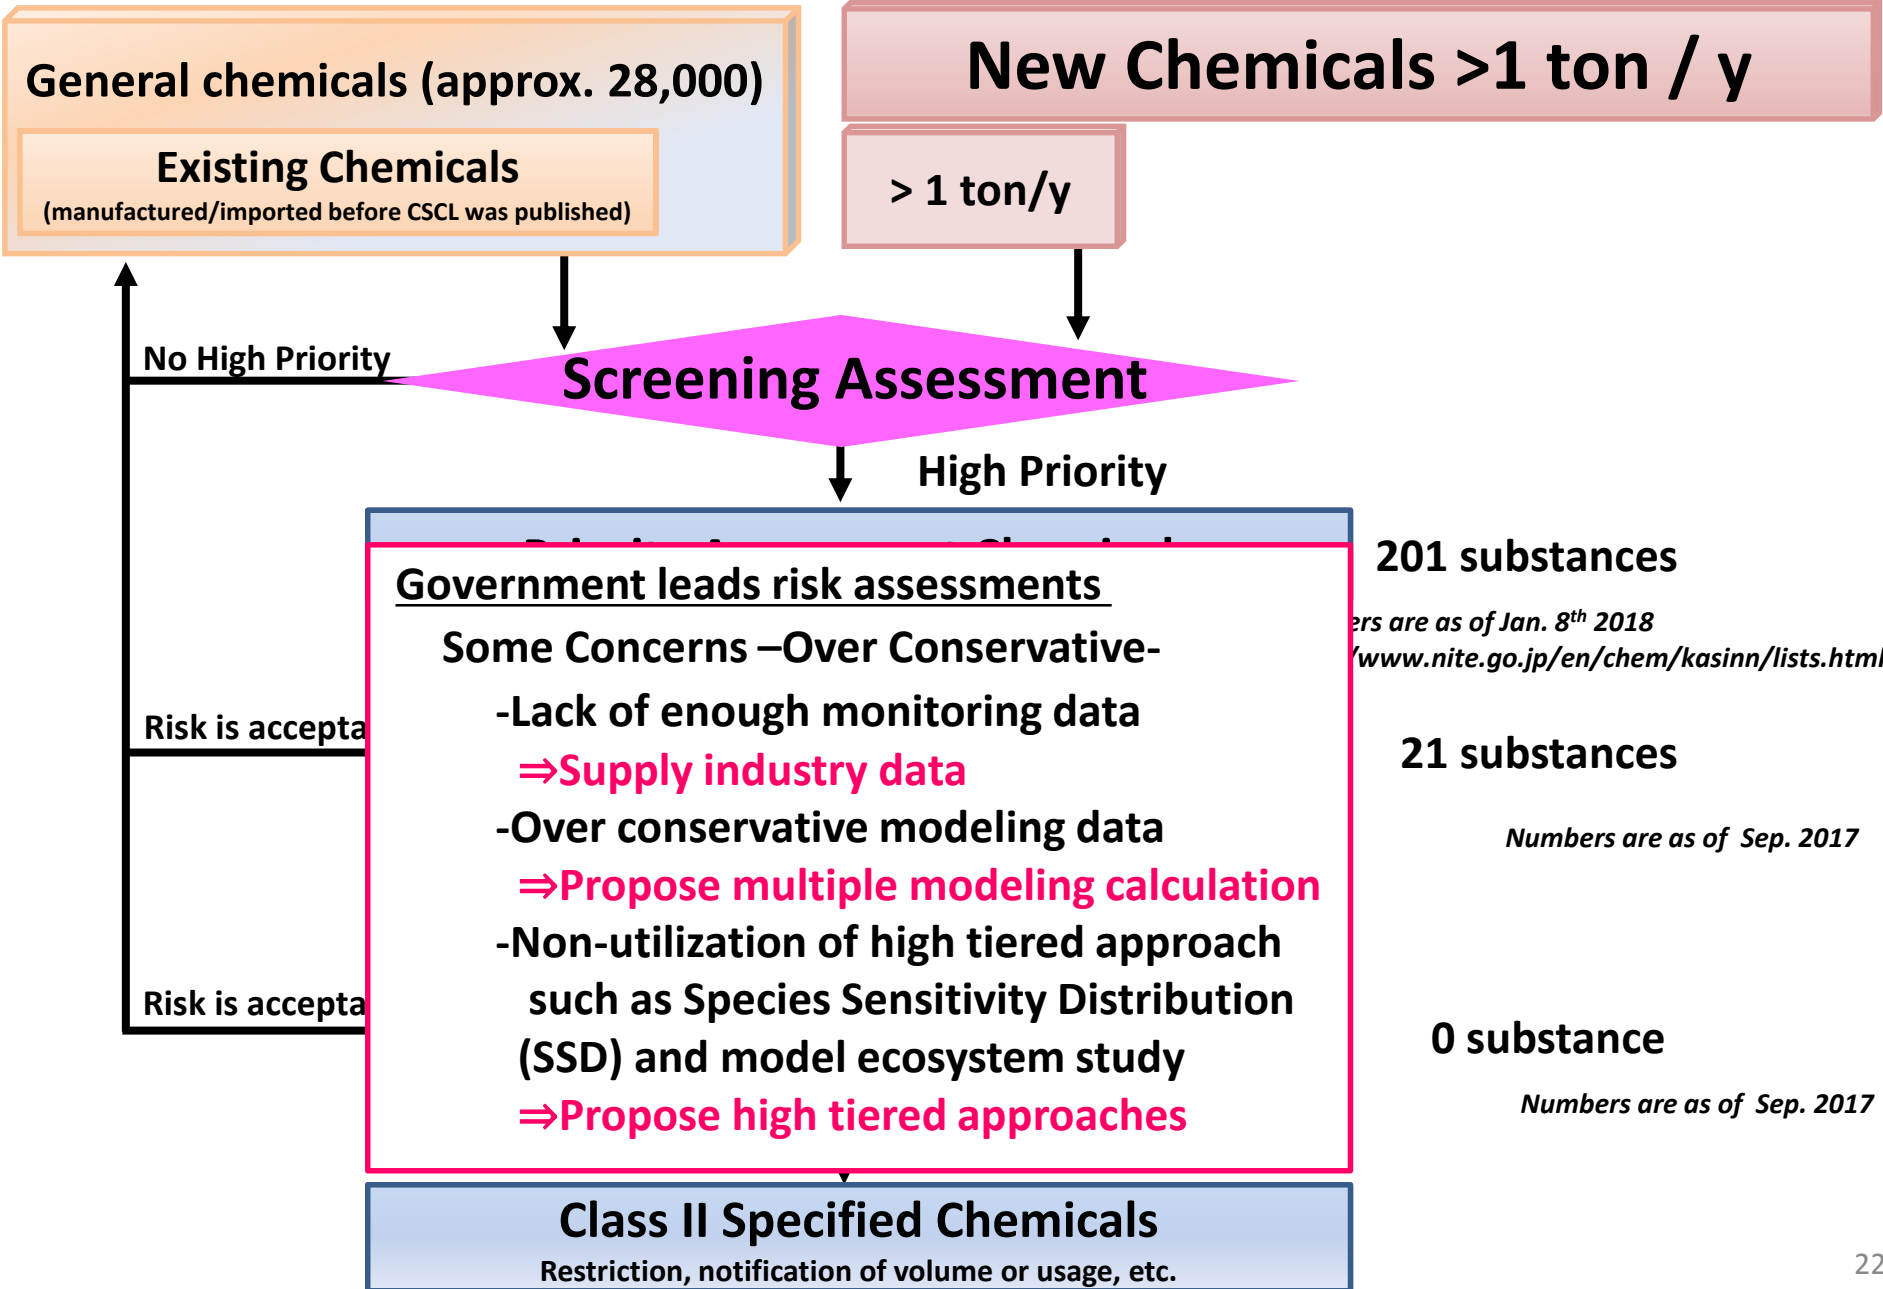 General chemicals (approx. 28,000)
Existing Chemicals
(manufactured/imported before CSCL was published)
New Chemicals >1 ton / y
> 1 ton/y
No High Priority
Screening Assessment
High Priority
201 substances
ers are as of Jan. 8th 2018
/www.nite.go.jp/en/chem/kasinn/lists.html
Government leads risk assessments
Some Concerns –Over Conservative-
-Lack of enough monitoring data
⇒Supply industry data
-Over conservative modeling data
⇒Propose multiple modeling calculation
-Non-utilization of high tiered approach
such as Species Sensitivity Distribution
(SSD) and model ecosystem study
⇒Propose high tiered approaches
Risk is accepta
21 substances
Numbers are as of Sep. 2017
Risk is accepta
0 substance
Numbers are as of Sep. 2017
Class II Specified Chemicals
Restriction, notification of volume or usage, etc.
22